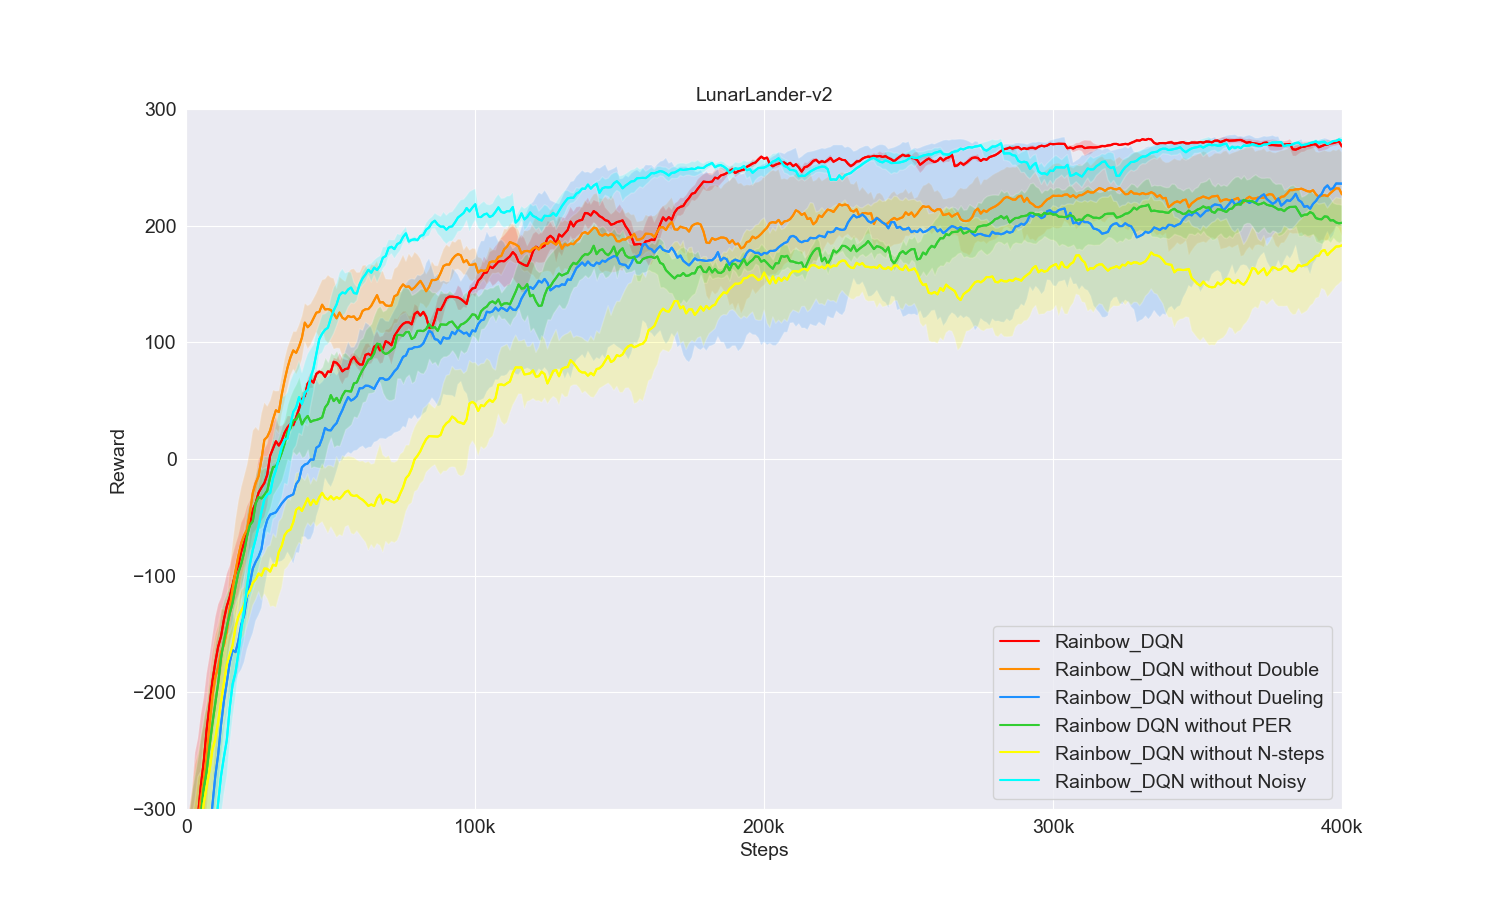 LunarLander-v2
300
200
100
0
−100
−200
−300
Reward
0
100k
200k
300k
400k
Steps
Rainbow_DQN
Rainbow_DQN without Double
Rainbow_DQN without Dueling
Rainbow DQN without PER
Rainbow_DQN without N-steps
Rainbow_DQN without Noisy